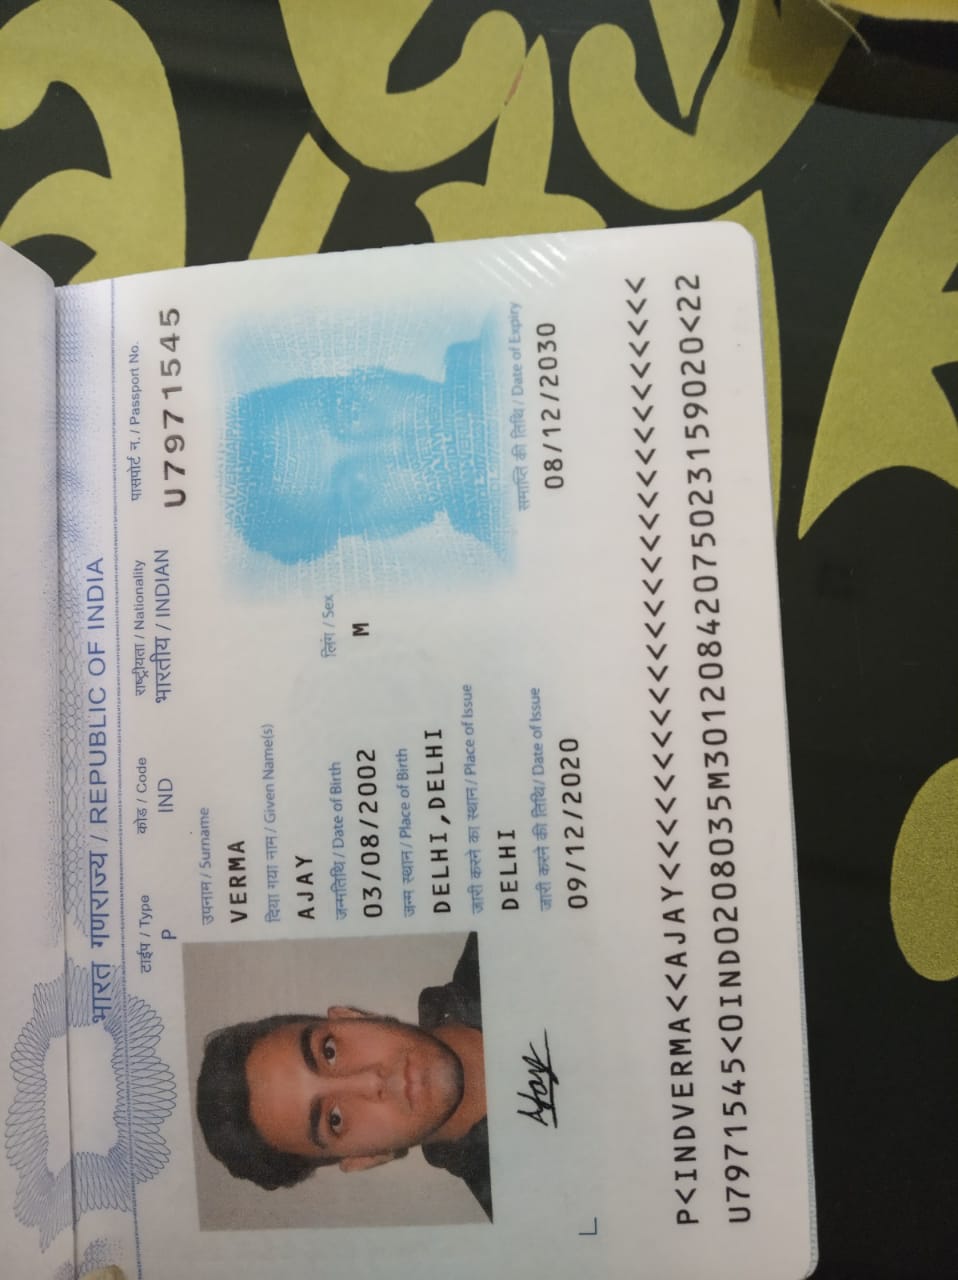 भारत गणराज्य / REPUBLIC OF INDIA
टाईप / Type कोड / Code राष्ट्रीयता / Nationality पासपोर्ट न. / Passport No.
P IND भारतीय / INDIAN U7971545
उपनाम / Surname
VERMA
दिया गया नाम / Given Name(s)
AJAY
जन्मतिथि / Date of Birth लिंग / Sex
03/08/2002 M
जन्म स्थान / Place of Birth
DELHI,DELHI
जारी करने का स्थान / Place of Issue
DELHI
जारी करने की तिथि / Date of Issue समाप्ति की तिथि / Date of Expiry
09/12/2020 08/12/2030
Ajay
P<INDVERMA<<AJAY<<<<<<<<<<<<<<<<<<<<<<<<<<<<
U7971545<0IND0208035M3012084207502315902​0<22